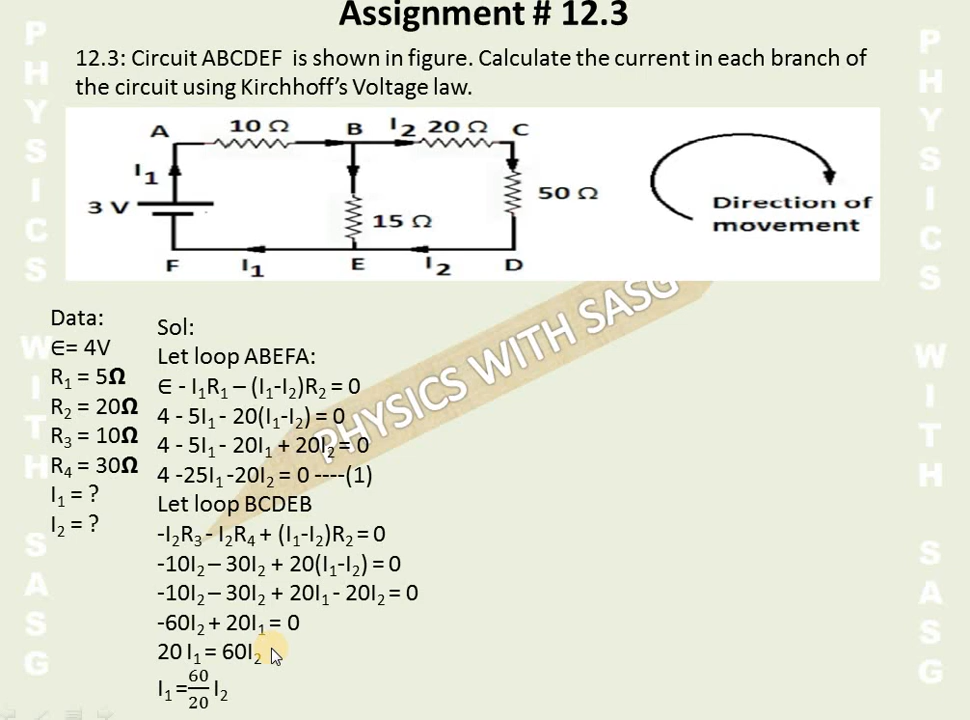 Assignment # 12.3
12.3: Circuit ABCDEF is shown in figure. Calculate the current in each branch of
the circuit using Kirchhoff's Voltage law.
A 10 Ω B I₂ 20 Ω C
I₁
3 V
15 Ω
50 Ω
F I₁ E I₂ D
Direction of
movement
Data:
∈= 4V
R₁ = 5Ω
R₂ = 20Ω
R₃ = 10Ω
R₄ = 30Ω
I₁ = ?
I₂ = ?
Sol:
Let loop ABEFA:
∈ - I₁R₁ – (I₁-I₂)R₂ = 0
4 - 5I₁ - 20(I₁-I₂) = 0
4 - 5I₁ - 20I₁ + 20I₂ = 0
4 -25I₁ -20I₂ = 0 ----(1)
Let loop BCDEB
-I₂R₃ - I₂R₄ + (I₁-I₂)R₂ = 0
-10I₂ – 30I₂ + 20(I₁-I₂) = 0
-10I₂ – 30I₂ + 20I₁ - 20I₂ = 0
-60I₂ + 20I₁ = 0
20 I₁ = 60I₂
I₁ = 60/20 I₂
PHYSICS WITH SASG
PHYSICS WITH SASG
PHYSICS WITH SASG